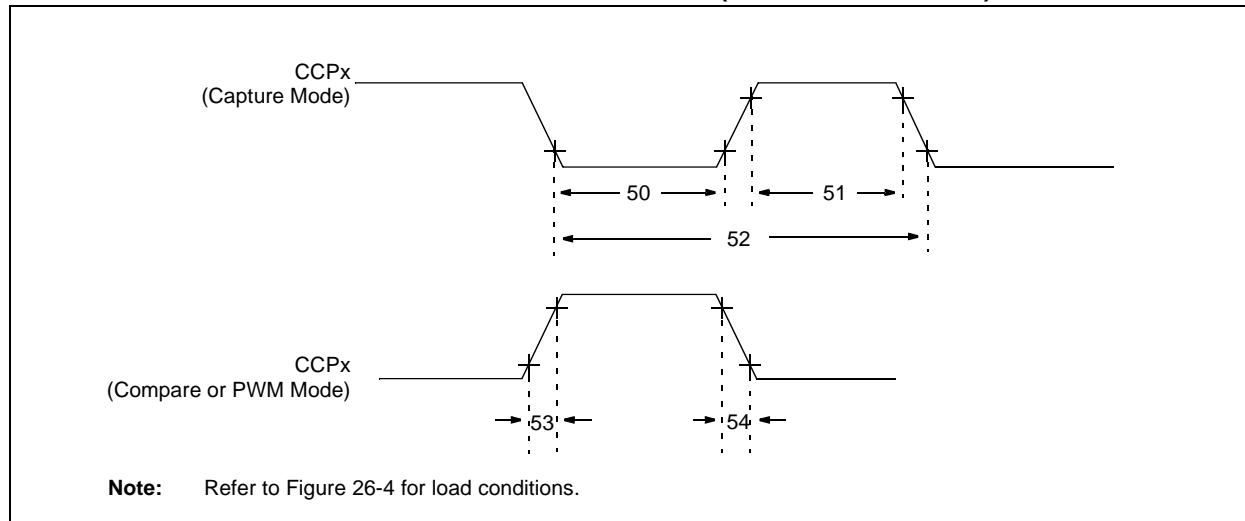 CCPx
(Capture Mode)
50
51
52
CCPx
(Compare or PWM Mode)
53
54
Note: Refer to Figure 26-4 for load conditions.